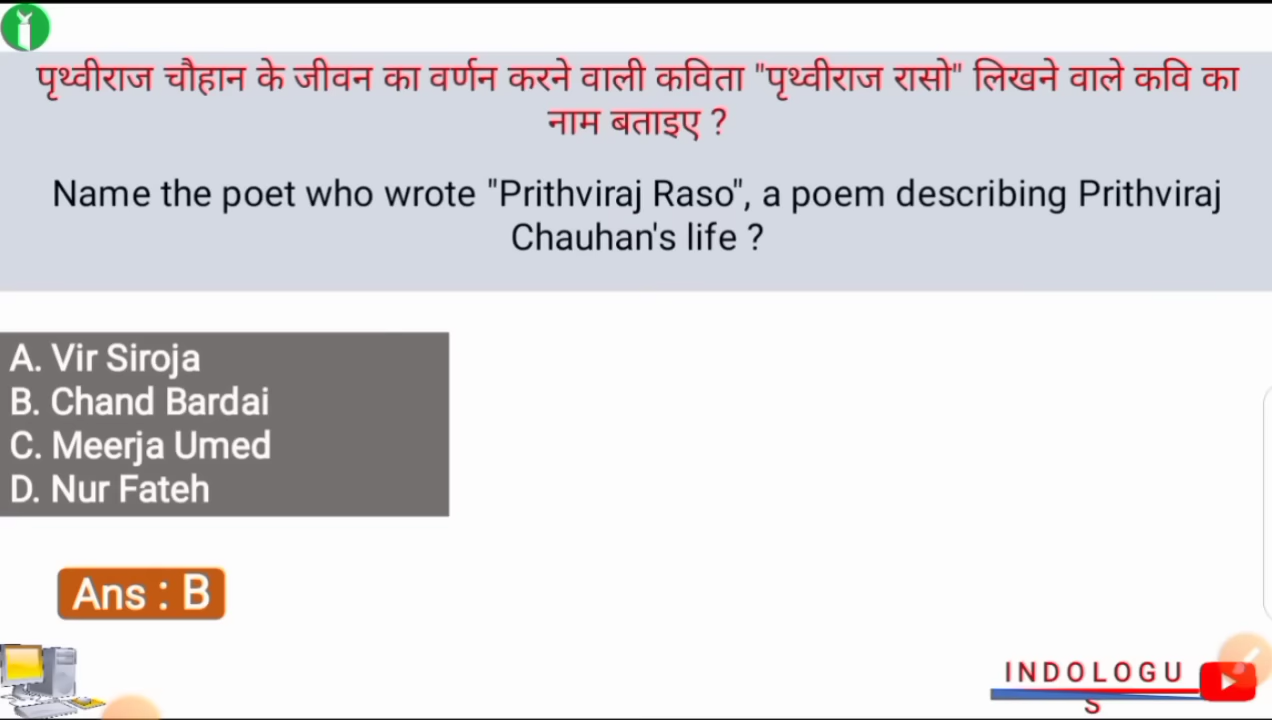 पृथ्वीराज चौहान के जीवन का वर्णन करने वाली कविता "पृथ्वीराज रासो" लिखने वाले कवि का
नाम बताइए ?
Name the poet who wrote "Prithviraj Raso", a poem describing Prithviraj
Chauhan's life ?
A. Vir Siroja
B. Chand Bardai
C. Meerja Umed
D. Nur Fateh
Ans : B
INDOLOGU
S